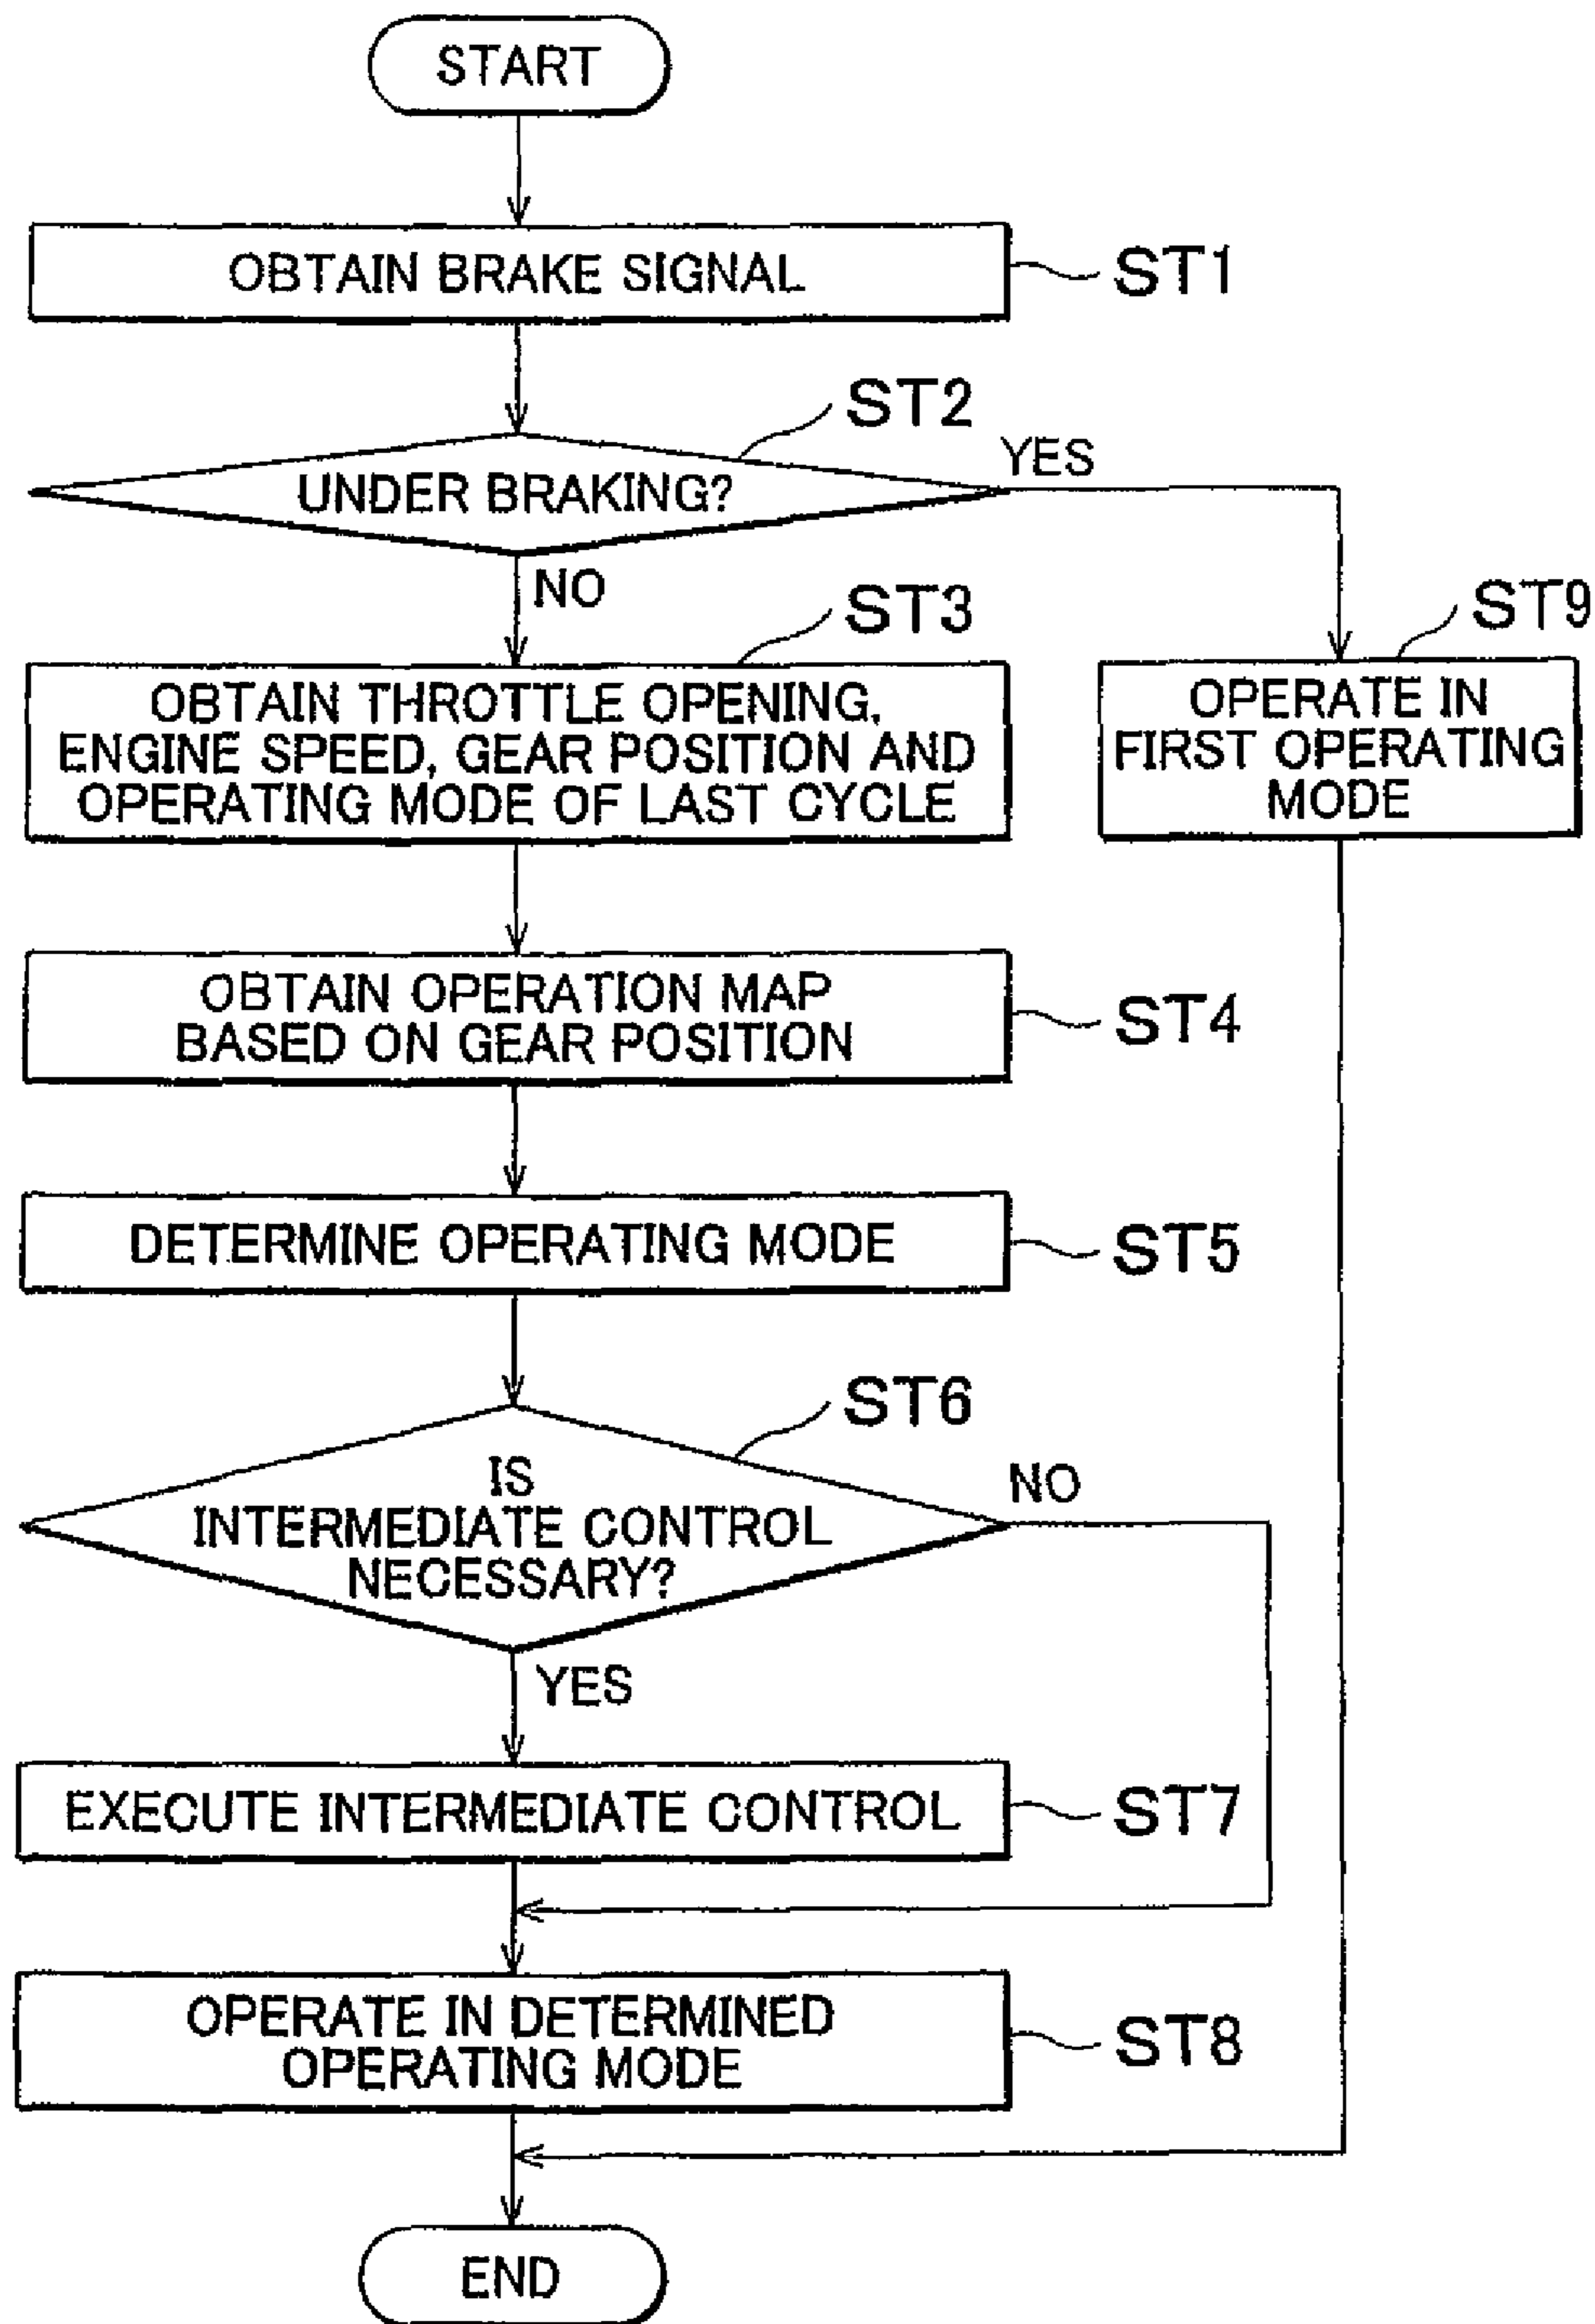 START
OBTAIN BRAKE SIGNAL
ST1
ST2
UNDER BRAKING?
YES
NO
ST3
OBTAIN THROTTLE OPENING,
ENGINE SPEED, GEAR POSITION AND
OPERATING MODE OF LAST CYCLE
ST9
OPERATE IN
FIRST OPERATING
MODE
OBTAIN OPERATION MAP
BASED ON GEAR POSITION
ST4
DETERMINE OPERATING MODE
ST5
ST6
IS
INTERMEDIATE CONTROL
NECESSARY?
NO
YES
EXECUTE INTERMEDIATE CONTROL
ST7
OPERATE IN DETERMINED
OPERATING MODE
ST8
END